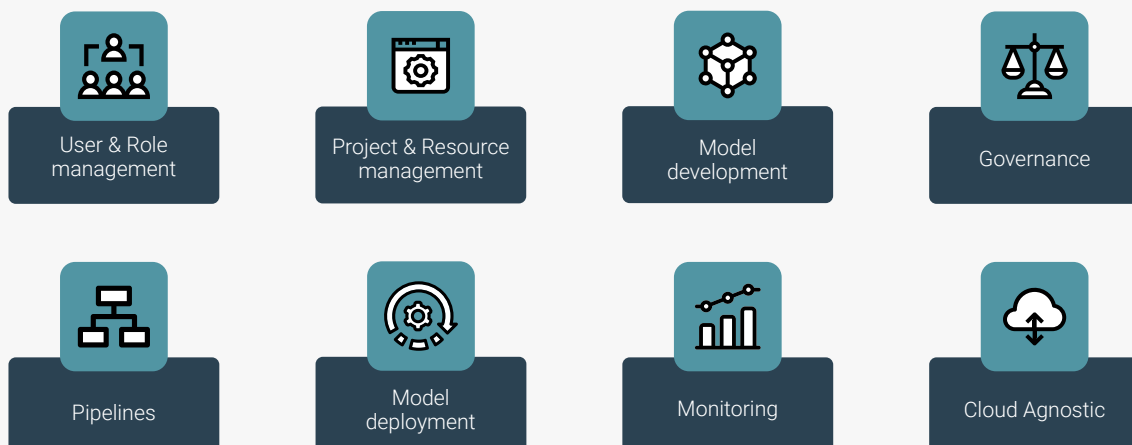 User & Role
management
Project & Resource
management
Model
development
Governance
Pipelines
Model
deployment
Monitoring
Cloud Agnostic